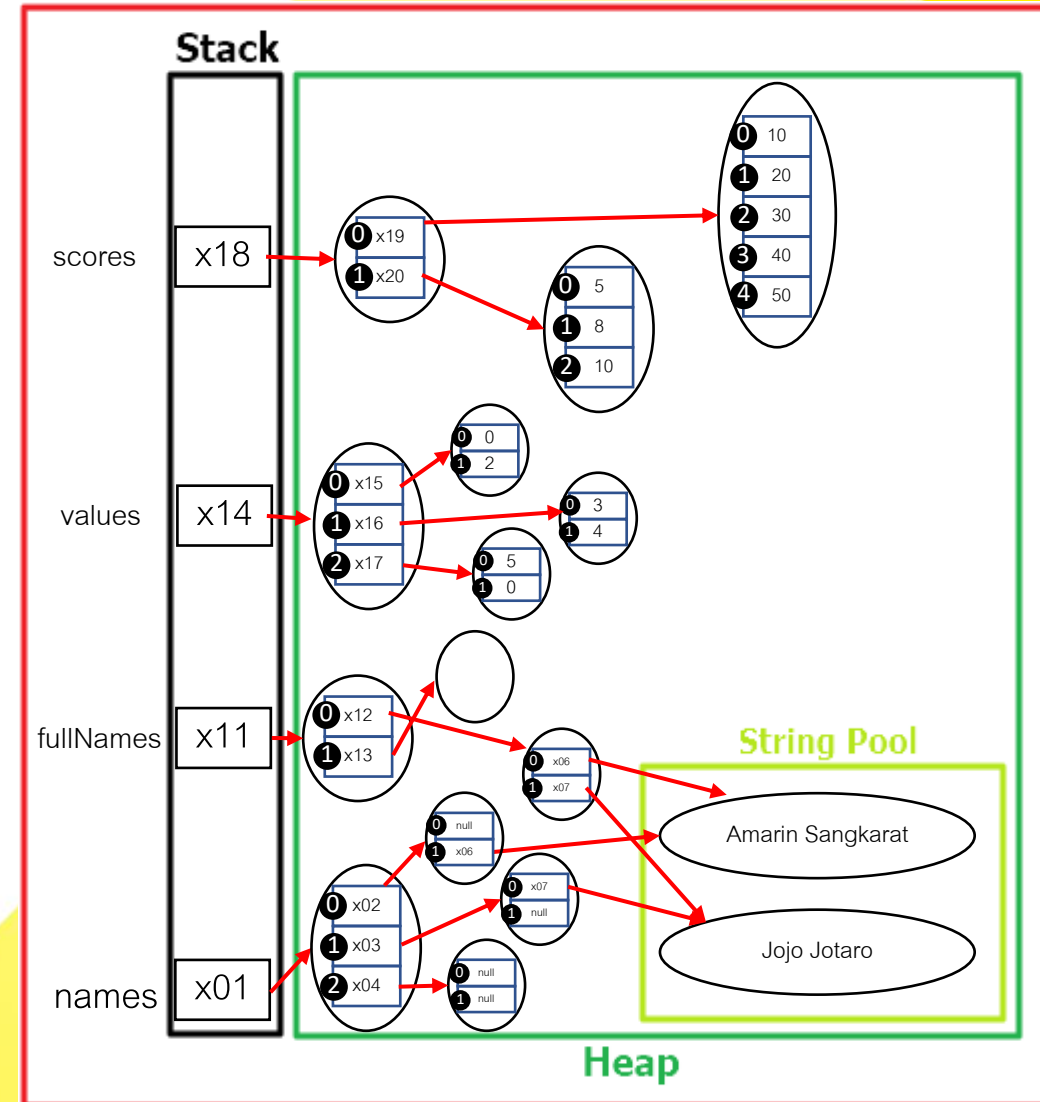 Stack
scores
x18
0 x19
1 x20
0 10
1 20
2 30
3 40
4 50
0 5
1 8
2 10
values
x14
0 x15
1 x16
2 x17
0 0
1 2
0 3
1 4
0 5
1 0
fullNames
x11
0 x12
1 x13
0 x06
1 x07
String Pool
Amarin Sangkarat
Jojo Jotaro
names
x01
0 x02
1 x03
2 x04
0 null
1 x06
0 x07
1 null
0 null
1 null
Heap